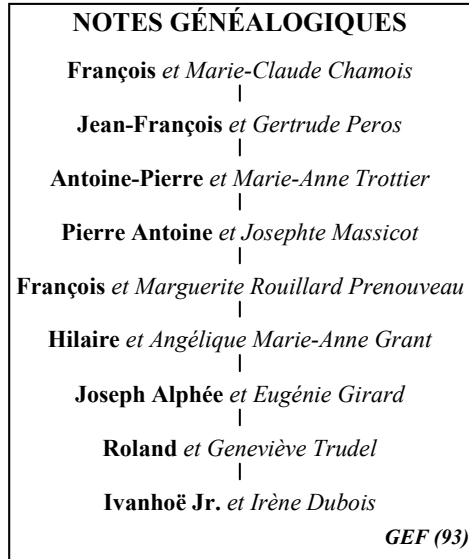 NOTES GÉNÉALOGIQUES
François et Marie-Claude Chamois
Jean-François et Gertrude Peros
Antoine-Pierre et Marie-Anne Trottier
Pierre Antoine et Josephte Massicot
François et Marguerite Rouillard Prenouveau
Hilaire et Angélique Marie-Anne Grant
Joseph Alphée et Eugénie Girard
Roland et Geneviève Trudel
Ivanhoë Jr. et Irène Dubois
GEF (93)